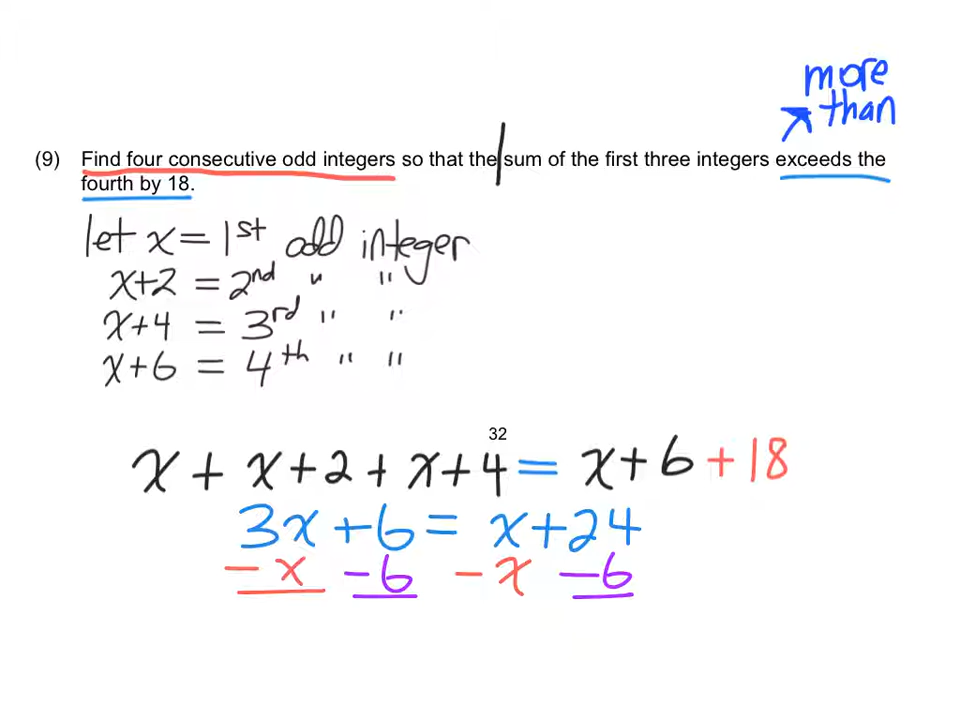 more
than
(9) Find four consecutive odd integers so that the sum of the first three integers exceeds the
fourth by 18.
let x = 1st odd integer
x+2 = 2nd " "
x+4 = 3rd " "
x+6 = 4th " "
32
x + x+2 + x+4 = x+6 +18
3x+6 = x+24
-x -6 -x -6